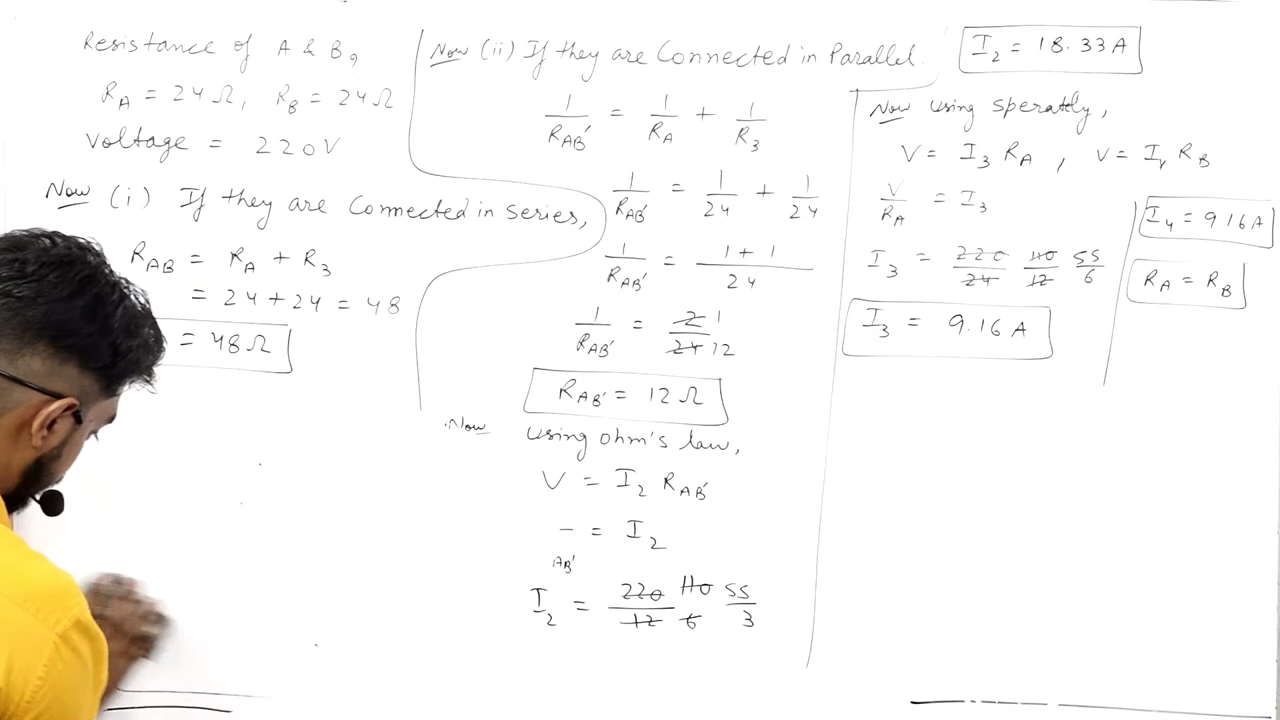 Resistance of A & B,
R_A = 24 Ω, R_B = 24 Ω
Voltage = 220V
Now (i) If they are Connected in series,
R_AB = R_A + R_3
= 24 + 24 = 48
= 48 Ω
Now (ii) If they are Connected in Parallel.
1/R_AB' = 1/R_A + 1/R_3
1/R_AB' = 1/24 + 1/24
1/R_AB' = (1 + 1)/24
1/R_AB' = 2/24 1/12
R_AB' = 12 Ω
Now using ohm's law,
V = I_2 R_AB'
— = I_2
AB'
I_2 = 220/12 110/6 55/3
I_2 = 18.33 A
Now using sperately,
V = I_3 R_A , V = I_4 R_B
V/R_A = I_3
I_3 = 220/24 110/12 55/6
I_3 = 9.16 A
I_4 = 9.16 A
R_A = R_B